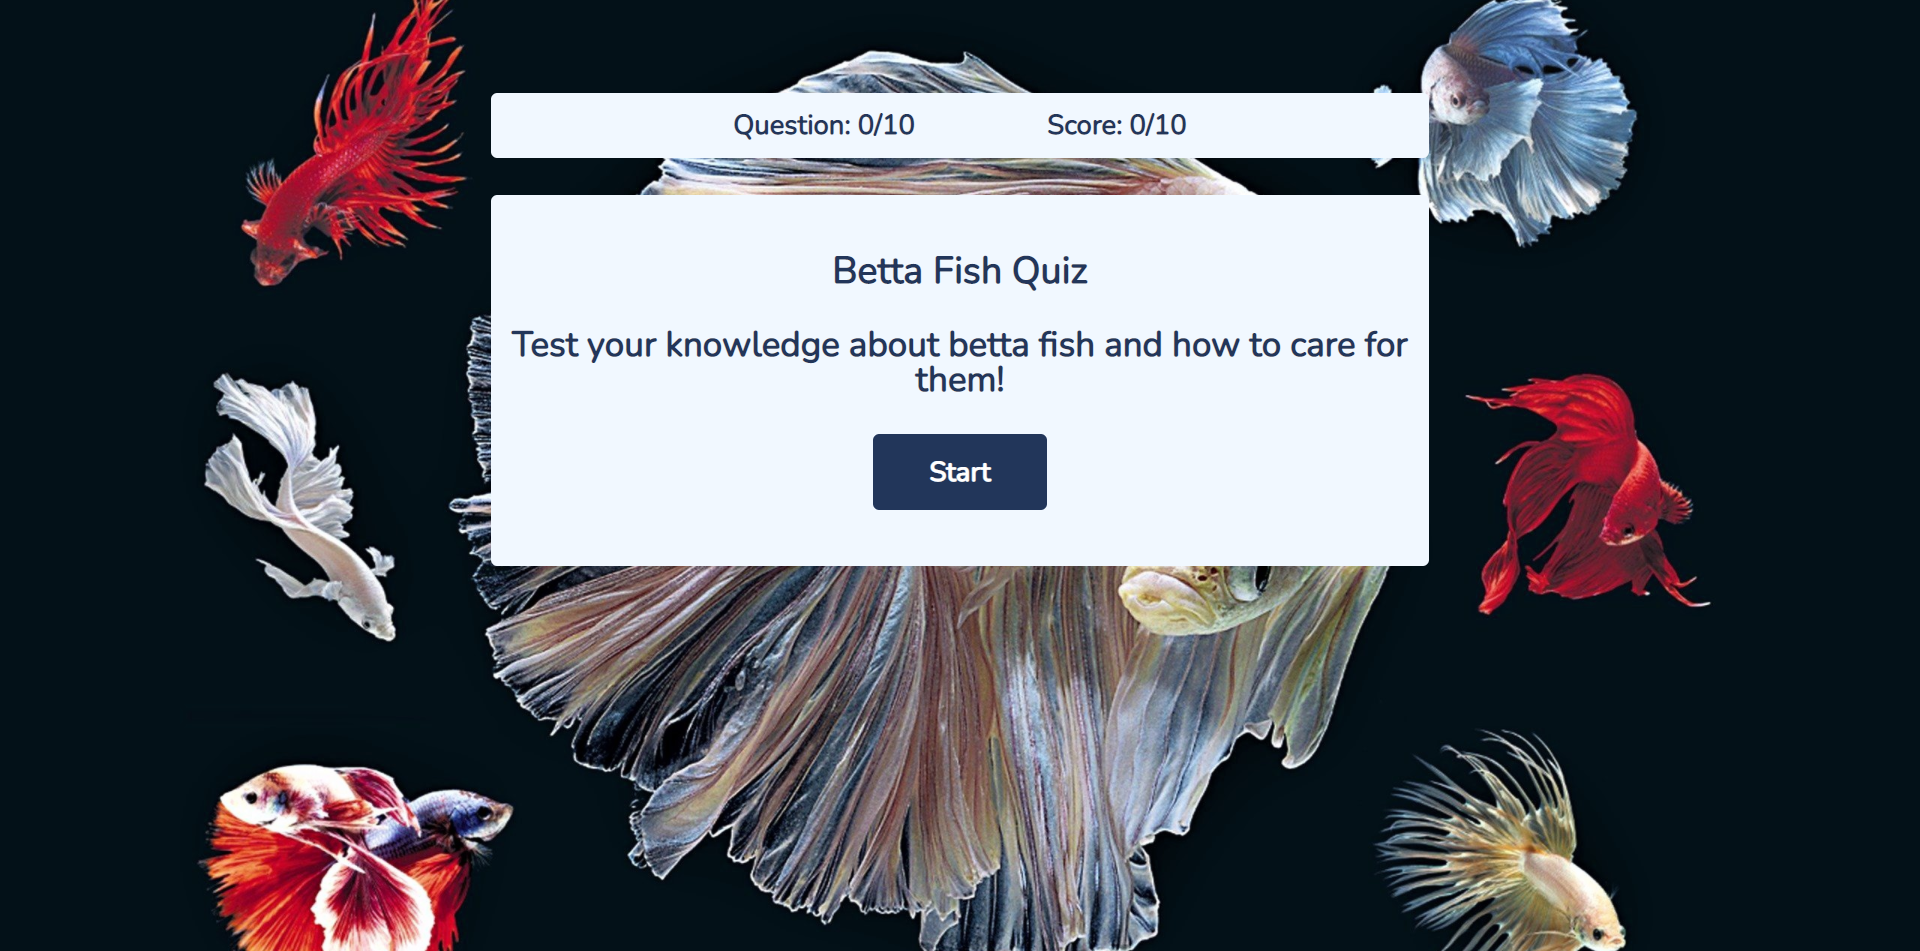 Question: 0/10 Score: 0/10
Betta Fish Quiz
Test your knowledge about betta fish and how to care for
them!
Start